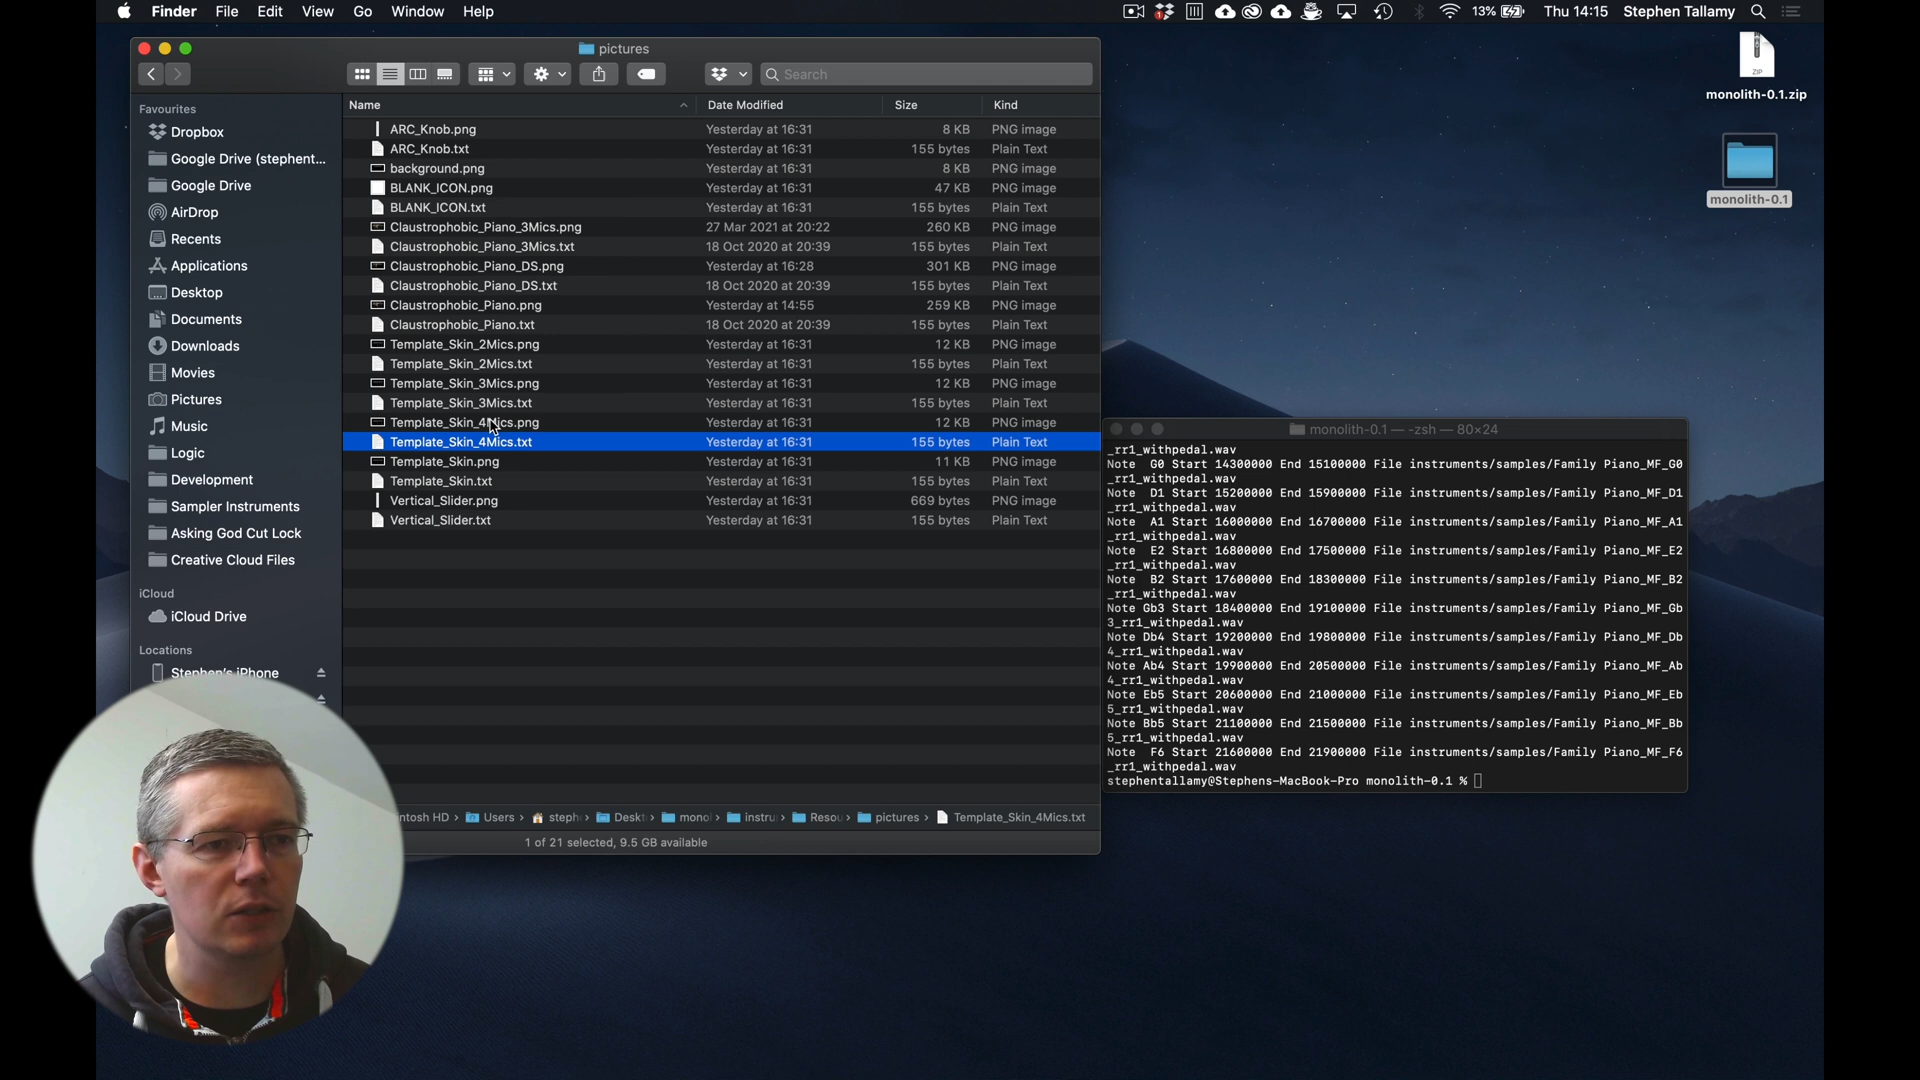 Finder File Edit View Go Window Help
1 13% Thu 14:15 Stephen Tallamy
pictures
Search
Favourites
Dropbox
Google Drive (stephent...
Google Drive
AirDrop
Recents
Applications
Desktop
Documents
Downloads
Movies
Pictures
Music
Logic
Development
Sampler Instruments
Asking God Cut Lock
Creative Cloud Files
iCloud
iCloud Drive
Locations
Stephen's iPhone
Name Date Modified Size Kind
ARC_Knob.png Yesterday at 16:31 8 KB PNG image
ARC_Knob.txt Yesterday at 16:31 155 bytes Plain Text
background.png Yesterday at 16:31 8 KB PNG image
BLANK_ICON.png Yesterday at 16:31 47 KB PNG image
BLANK_ICON.txt Yesterday at 16:31 155 bytes Plain Text
Claustrophobic_Piano_3Mics.png 27 Mar 2021 at 20:22 260 KB PNG image
Claustrophobic_Piano_3Mics.txt 18 Oct 2020 at 20:39 155 bytes Plain Text
Claustrophobic_Piano_DS.png Yesterday at 16:28 301 KB PNG image
Claustrophobic_Piano_DS.txt 18 Oct 2020 at 20:39 155 bytes Plain Text
Claustrophobic_Piano.png Yesterday at 14:55 259 KB PNG image
Claustrophobic_Piano.txt 18 Oct 2020 at 20:39 155 bytes Plain Text
Template_Skin_2Mics.png Yesterday at 16:31 12 KB PNG image
Template_Skin_2Mics.txt Yesterday at 16:31 155 bytes Plain Text
Template_Skin_3Mics.png Yesterday at 16:31 12 KB PNG image
Template_Skin_3Mics.txt Yesterday at 16:31 155 bytes Plain Text
Template_Skin_4Mics.png Yesterday at 16:31 12 KB PNG image
Template_Skin_4Mics.txt Yesterday at 16:31 155 bytes Plain Text
Template_Skin.png Yesterday at 16:31 11 KB PNG image
Template_Skin.txt Yesterday at 16:31 155 bytes Plain Text
Vertical_Slider.png Yesterday at 16:31 669 bytes PNG image
Vertical_Slider.txt Yesterday at 16:31 155 bytes Plain Text
ntosh HD › Users › steph › Deskt › mono › instru › Resou › pictures › Template_Skin_4Mics.txt
1 of 21 selected, 9.5 GB available
ZIP
monolith-0.1.zip
monolith-0.1
monolith-0.1 — -zsh — 80×24
_rr1_withpedal.wav
Note  G0 Start 14300000 End 15100000 File instruments/samples/Family Piano_MF_G0
_rr1_withpedal.wav
Note  D1 Start 15200000 End 15900000 File instruments/samples/Family Piano_MF_D1
_rr1_withpedal.wav
Note  A1 Start 16000000 End 16700000 File instruments/samples/Family Piano_MF_A1
_rr1_withpedal.wav
Note  E2 Start 16800000 End 17500000 File instruments/samples/Family Piano_MF_E2
_rr1_withpedal.wav
Note  B2 Start 17600000 End 18300000 File instruments/samples/Family Piano_MF_B2
_rr1_withpedal.wav
Note Gb3 Start 18400000 End 19100000 File instruments/samples/Family Piano_MF_Gb
3_rr1_withpedal.wav
Note Db4 Start 19200000 End 19800000 File instruments/samples/Family Piano_MF_Db
4_rr1_withpedal.wav
Note Ab4 Start 19900000 End 20500000 File instruments/samples/Family Piano_MF_Ab
4_rr1_withpedal.wav
Note Eb5 Start 20600000 End 21000000 File instruments/samples/Family Piano_MF_Eb
5_rr1_withpedal.wav
Note Bb5 Start 21100000 End 21500000 File instruments/samples/Family Piano_MF_Bb
5_rr1_withpedal.wav
Note  F6 Start 21600000 End 21900000 File instruments/samples/Family Piano_MF_F6
_rr1_withpedal.wav
stephentallamy@Stephens-MacBook-Pro monolith-0.1 %